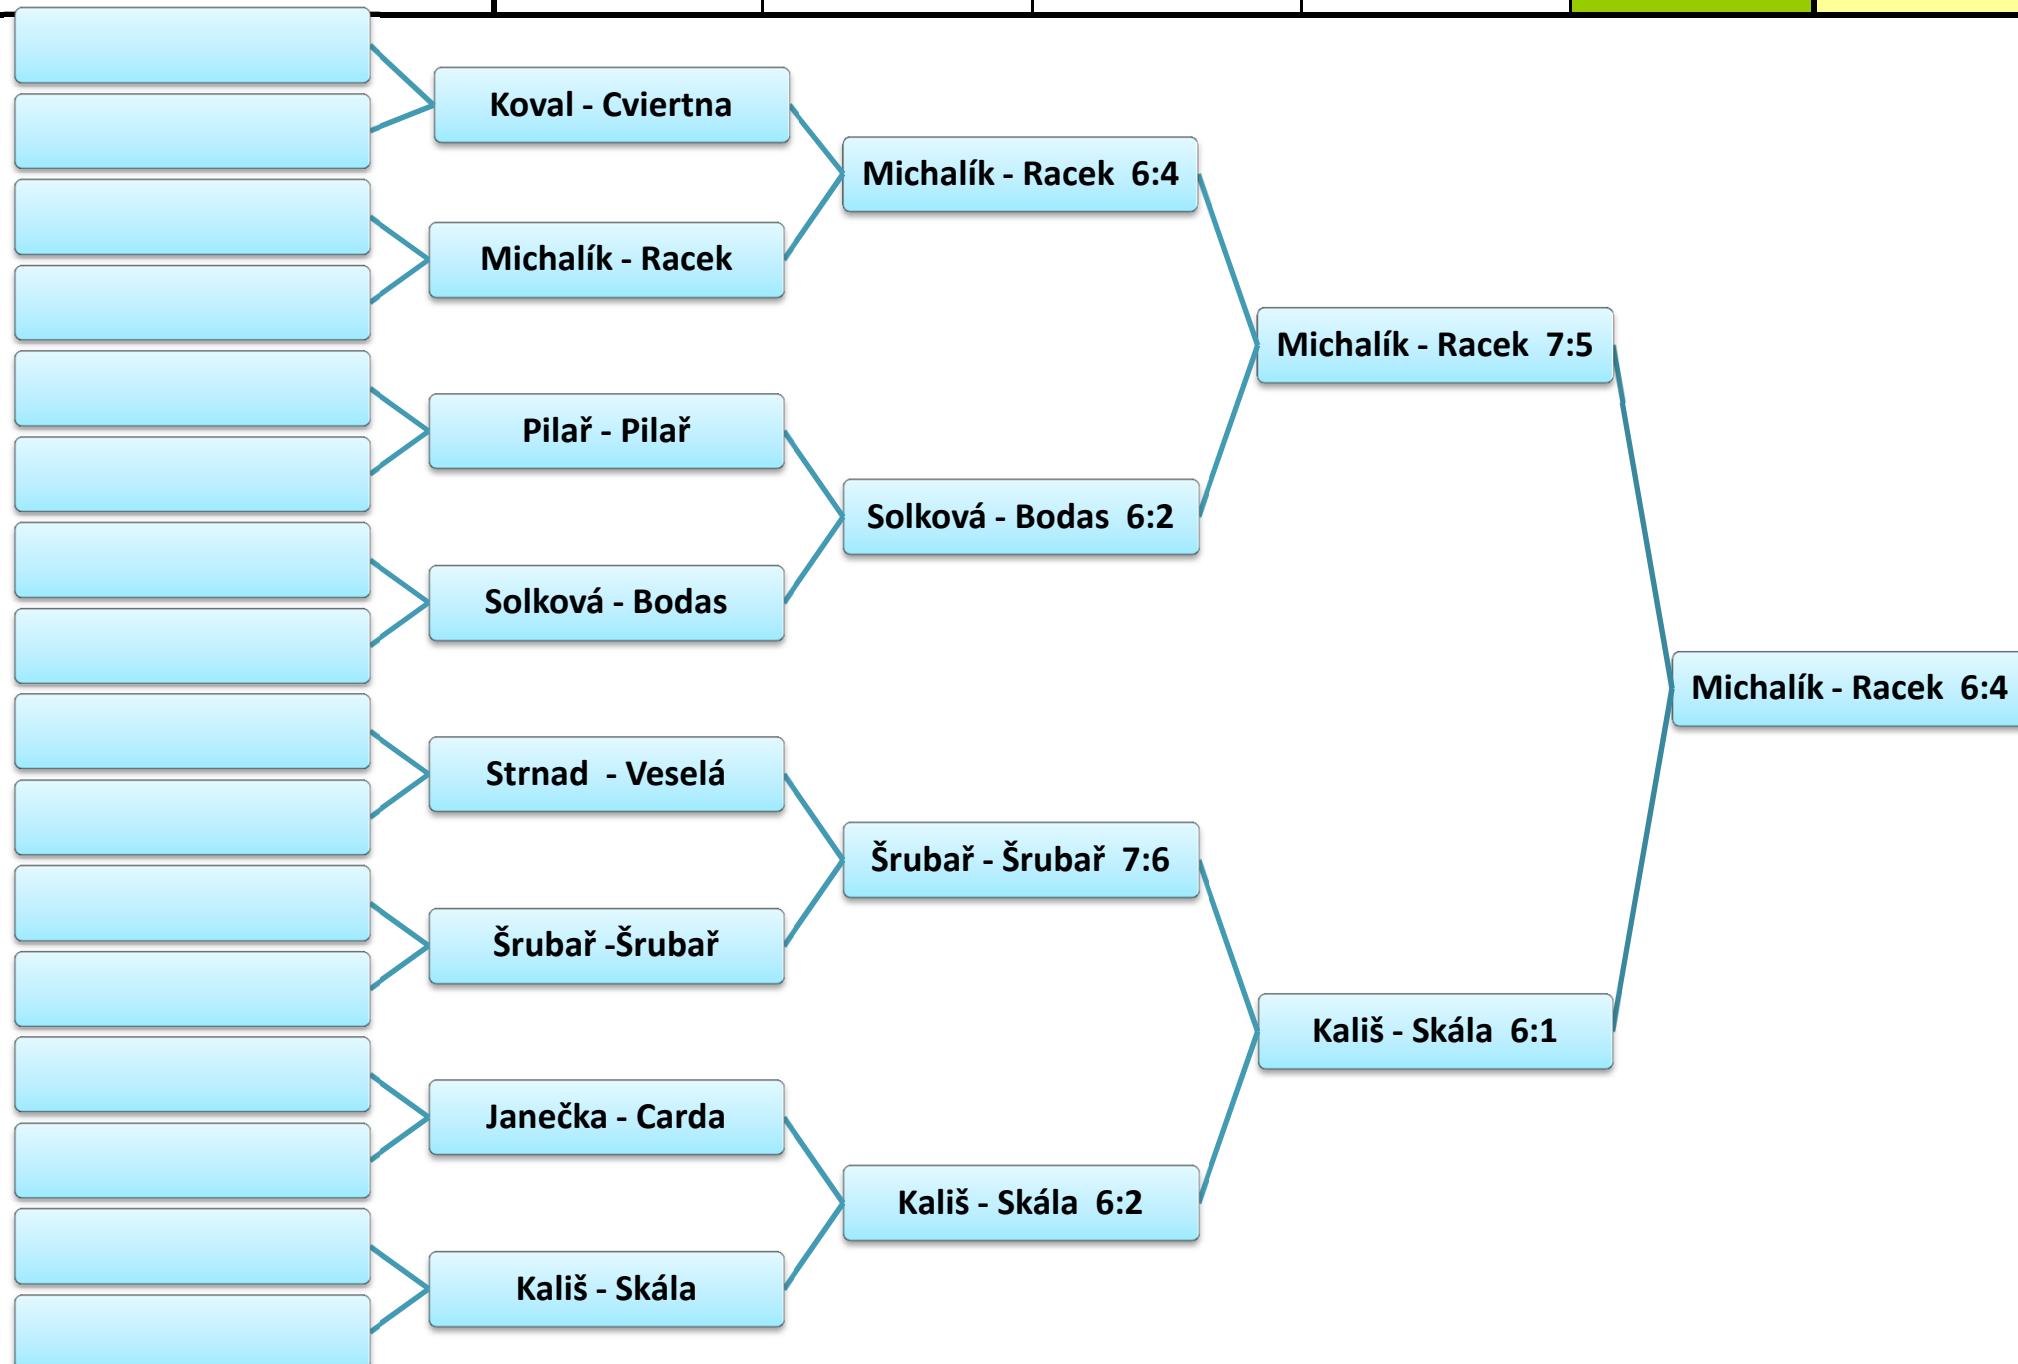 Koval - Cviertna
Michalík - Racek  6:4
Michalík - Racek
Michalík - Racek  7:5
Pilař - Pilař
Solková - Bodas  6:2
Solková - Bodas
Michalík - Racek  6:4
Strnad  - Veselá
Šrubař - Šrubař  7:6
Šrubař -Šrubař
Kališ - Skála  6:1
Janečka - Carda
Kališ - Skála  6:2
Kališ - Skála